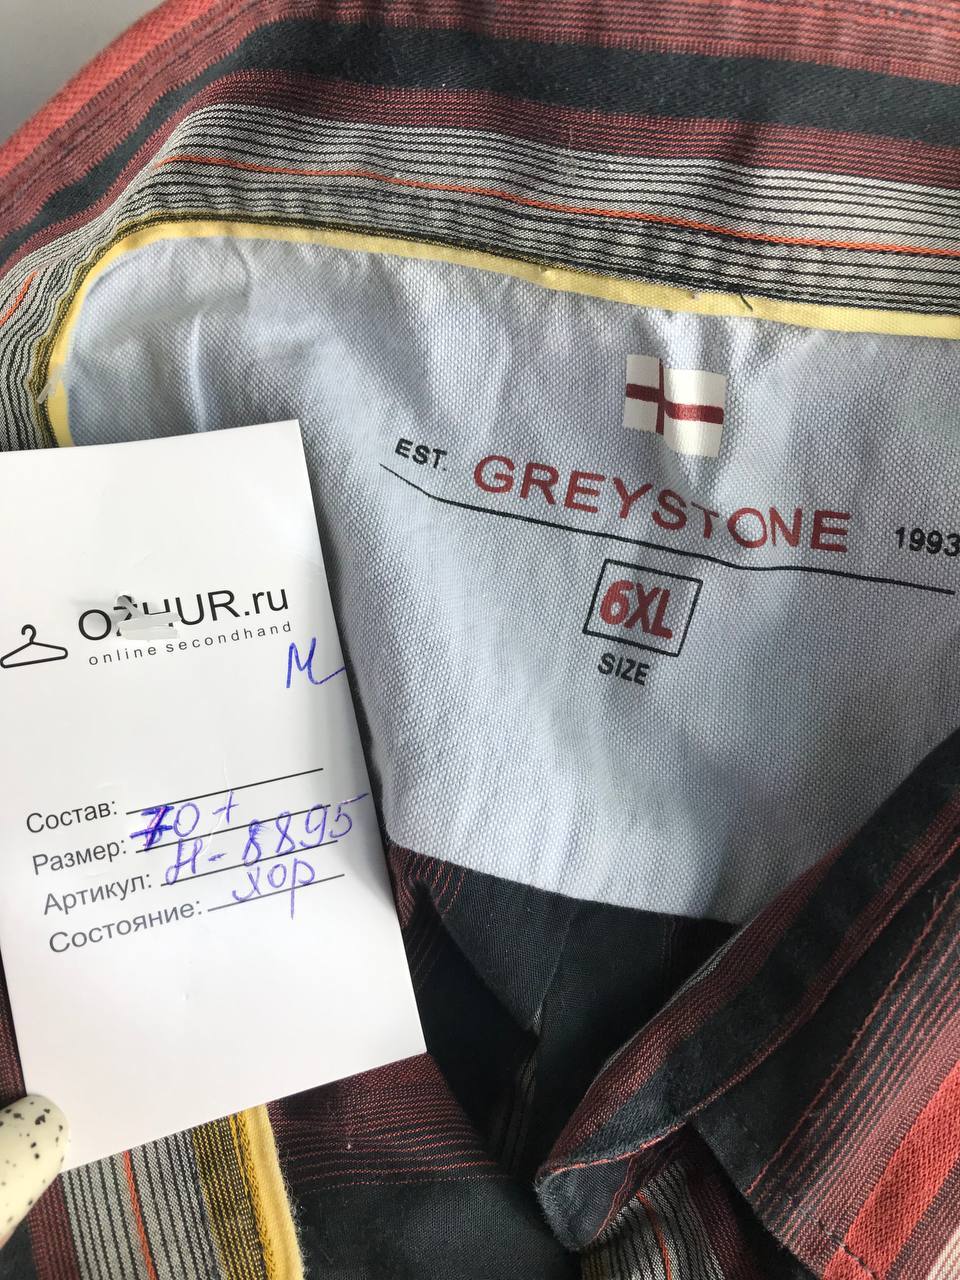 EST. GREYSTONE 1993
6XL
SIZE
online secondhand
М
Состав:
Размер: 70+
Артикул: Н-8895
Состояние: хор